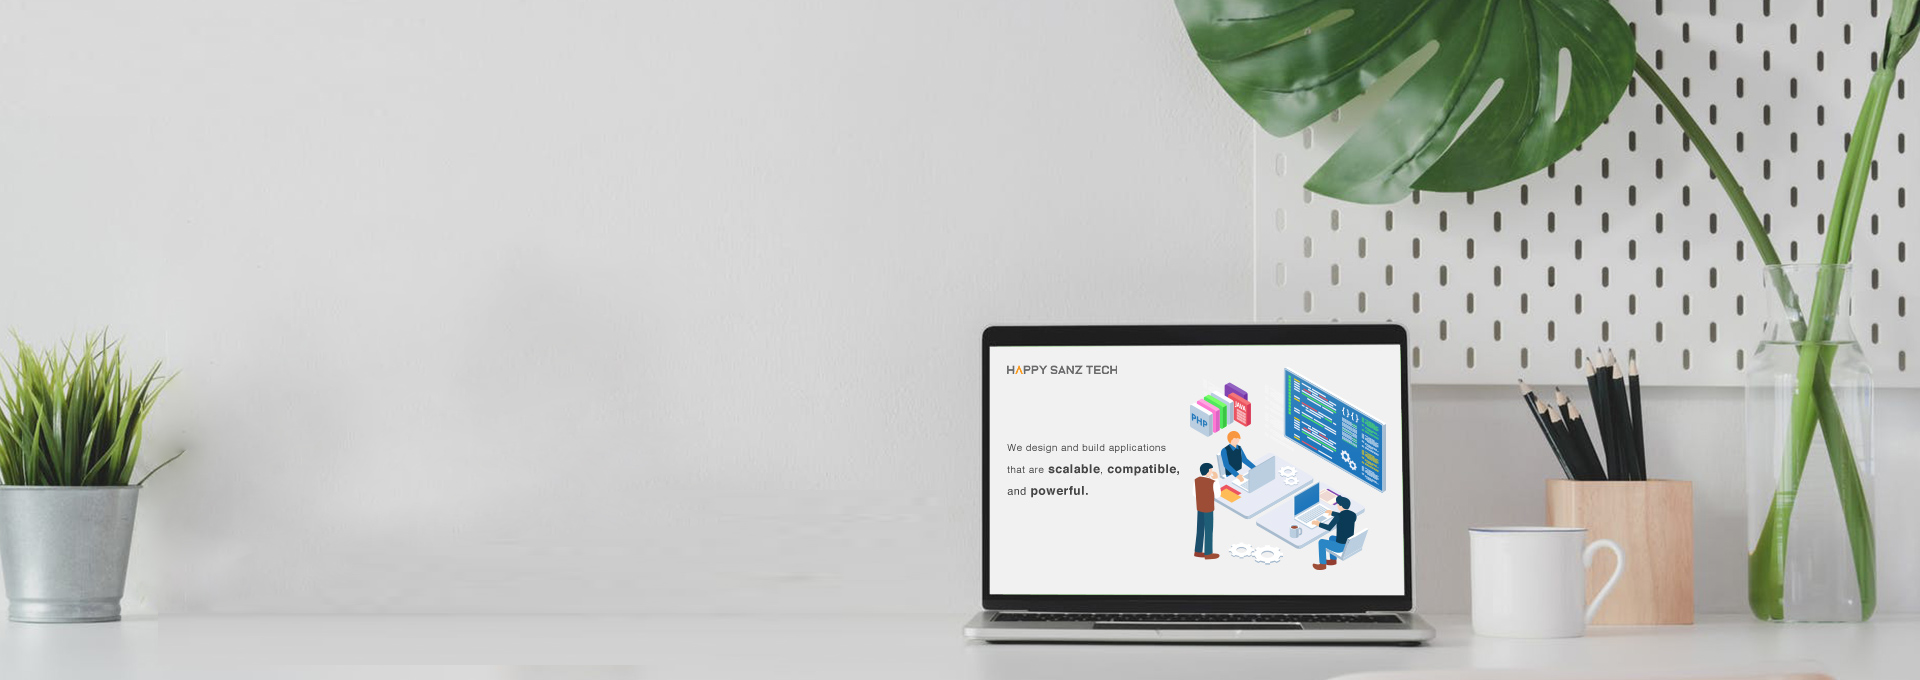 HAPPY SANZ TECH
We design and build applications
that are scalable, compatible,
and powerful.
PHP
JAVA